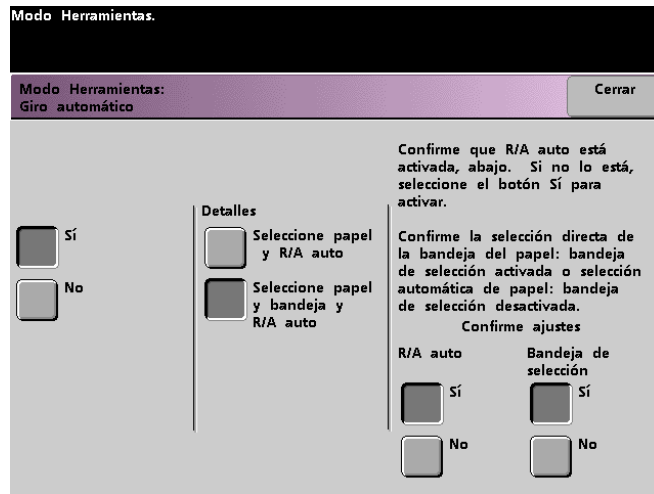 Modo Herramientas.
Modo Herramientas:
Giro automático
Cerrar
Sí
No
Detalles
Seleccione papel
y R/A auto
Seleccione papel
y bandeja y
R/A auto
Confirme que R/A auto está
activada, abajo. Si no lo está,
seleccione el botón Sí para
activar.
Confirme la selección directa de
la bandeja del papel: bandeja
de selección activada o selección
automática de papel: bandeja
de selección desactivada.
Confirme ajustes
R/A auto
Sí
No
Bandeja de
selección
Sí
No